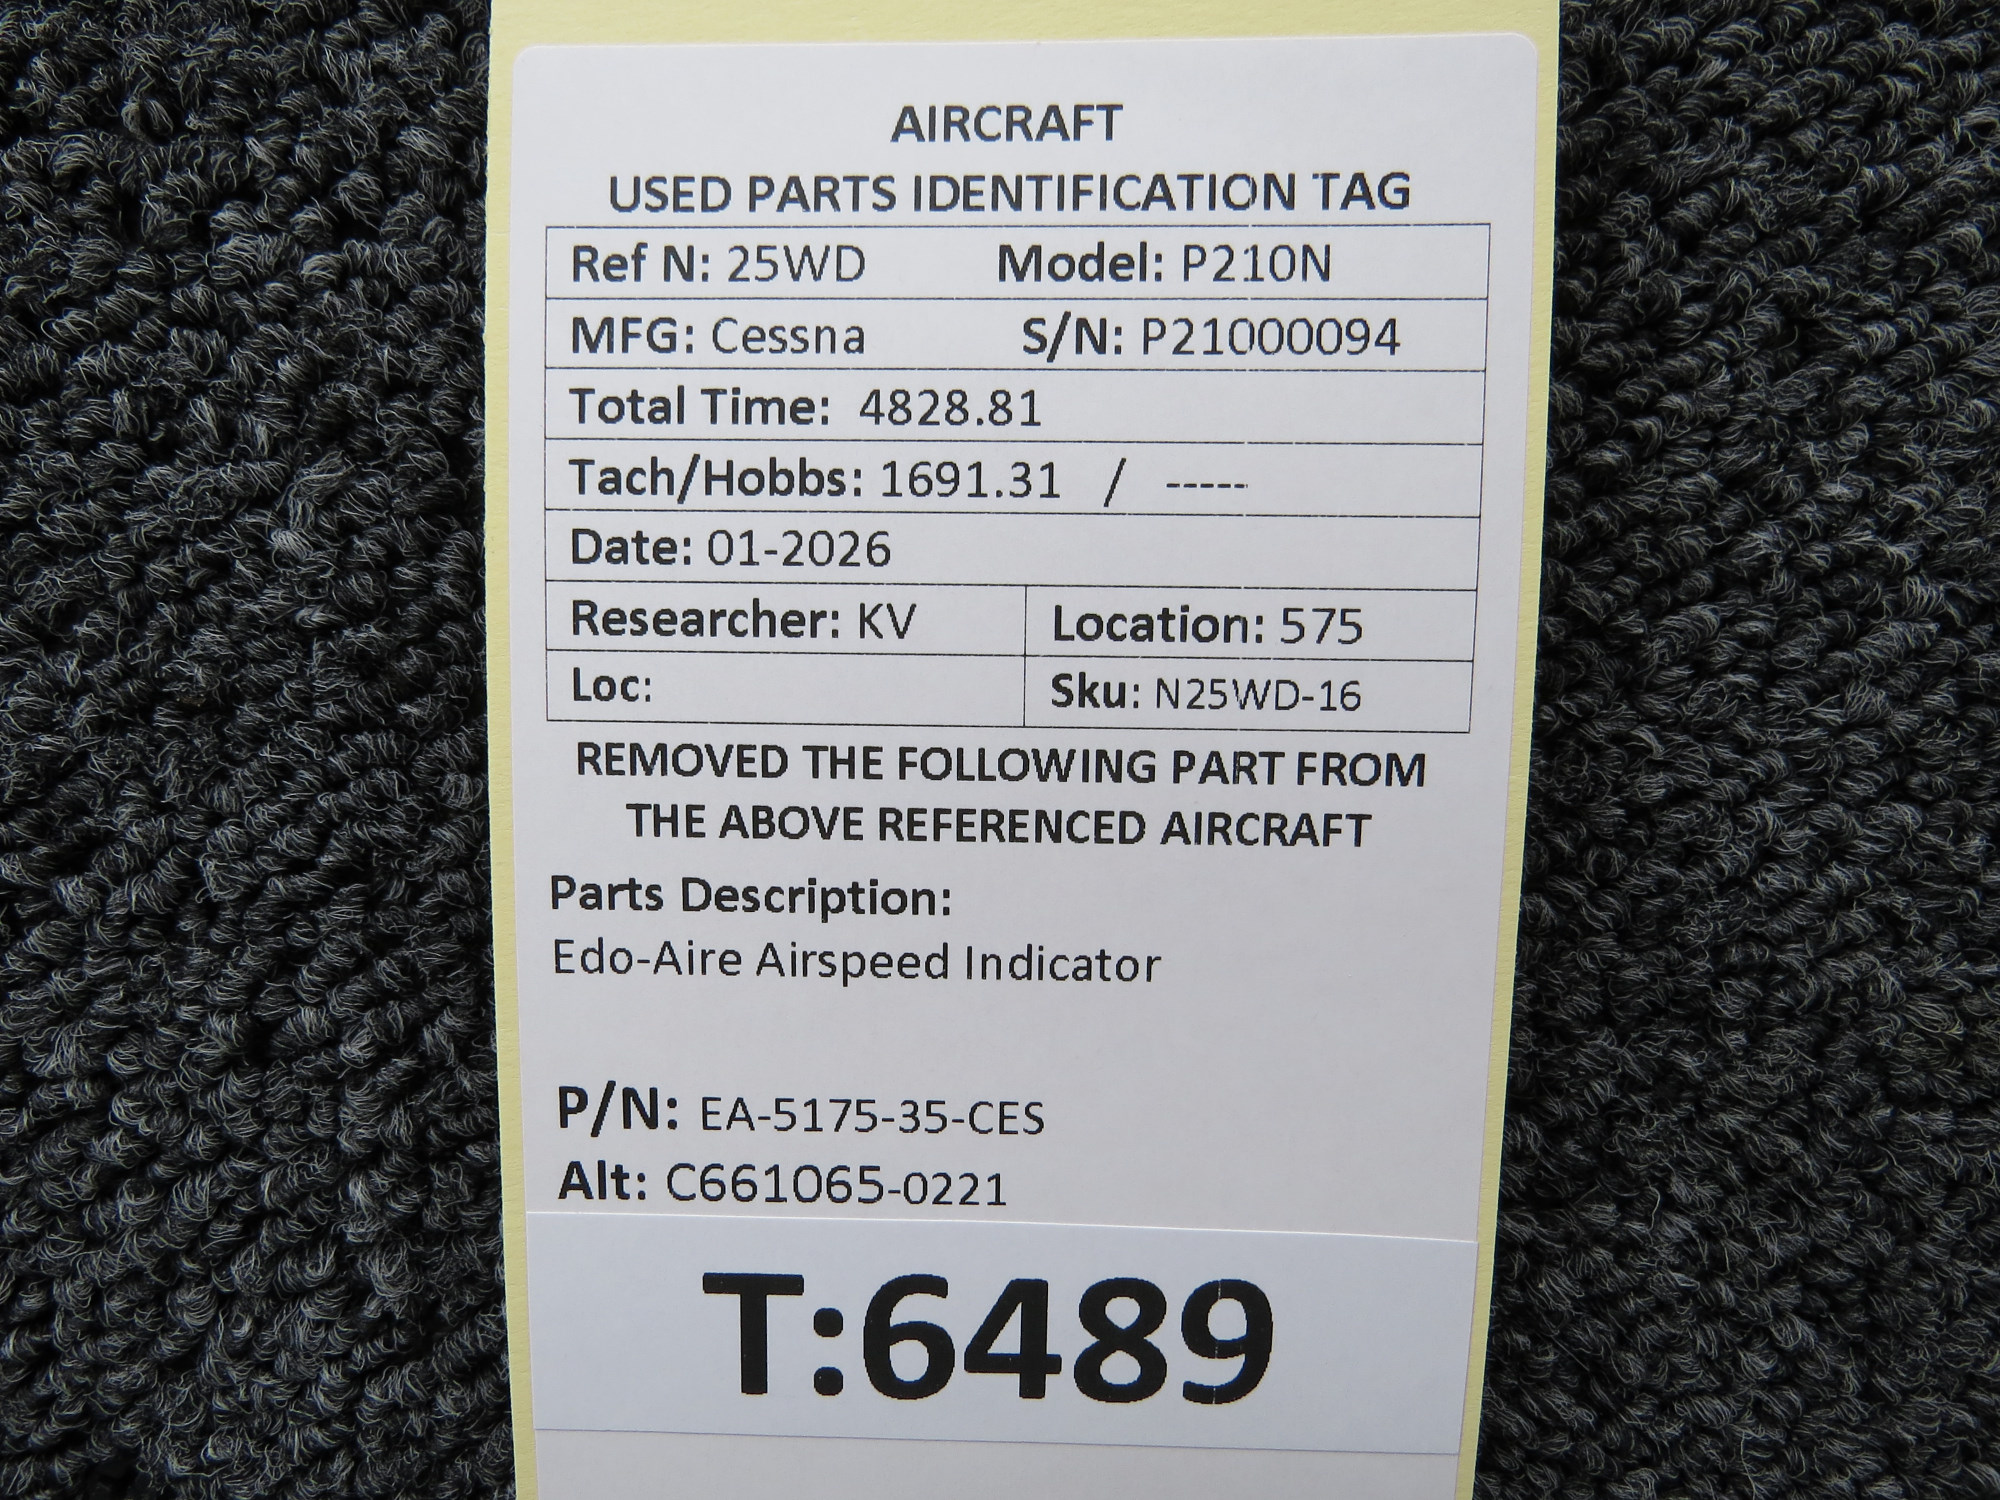 AIRCRAFT
USED PARTS IDENTIFICATION TAG
Ref N: 25WD Model: P210N
MFG: Cessna S/N: P21000094
Total Time: 4828.81
Tach/Hobbs: 1691.31 / -----
Date: 01-2026
Researcher: KV Location: 575
Loc: Sku: N25WD-16
REMOVED THE FOLLOWING PART FROM
THE ABOVE REFERENCED AIRCRAFT
Parts Description:
Edo-Aire Airspeed Indicator
P/N: EA-5175-35-CES
Alt: C661065-0221
T:6489